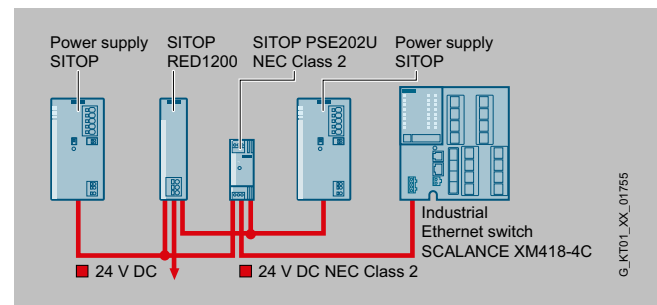 Power supply
SITOP
SITOP
RED1200
SITOP PSE202U
NEC Class 2
Power supply
SITOP
Industrial
Ethernet switch
SCALANCE XM418-4C
24 V DC
24 V DC NEC Class 2
G_KT01_XX_01755